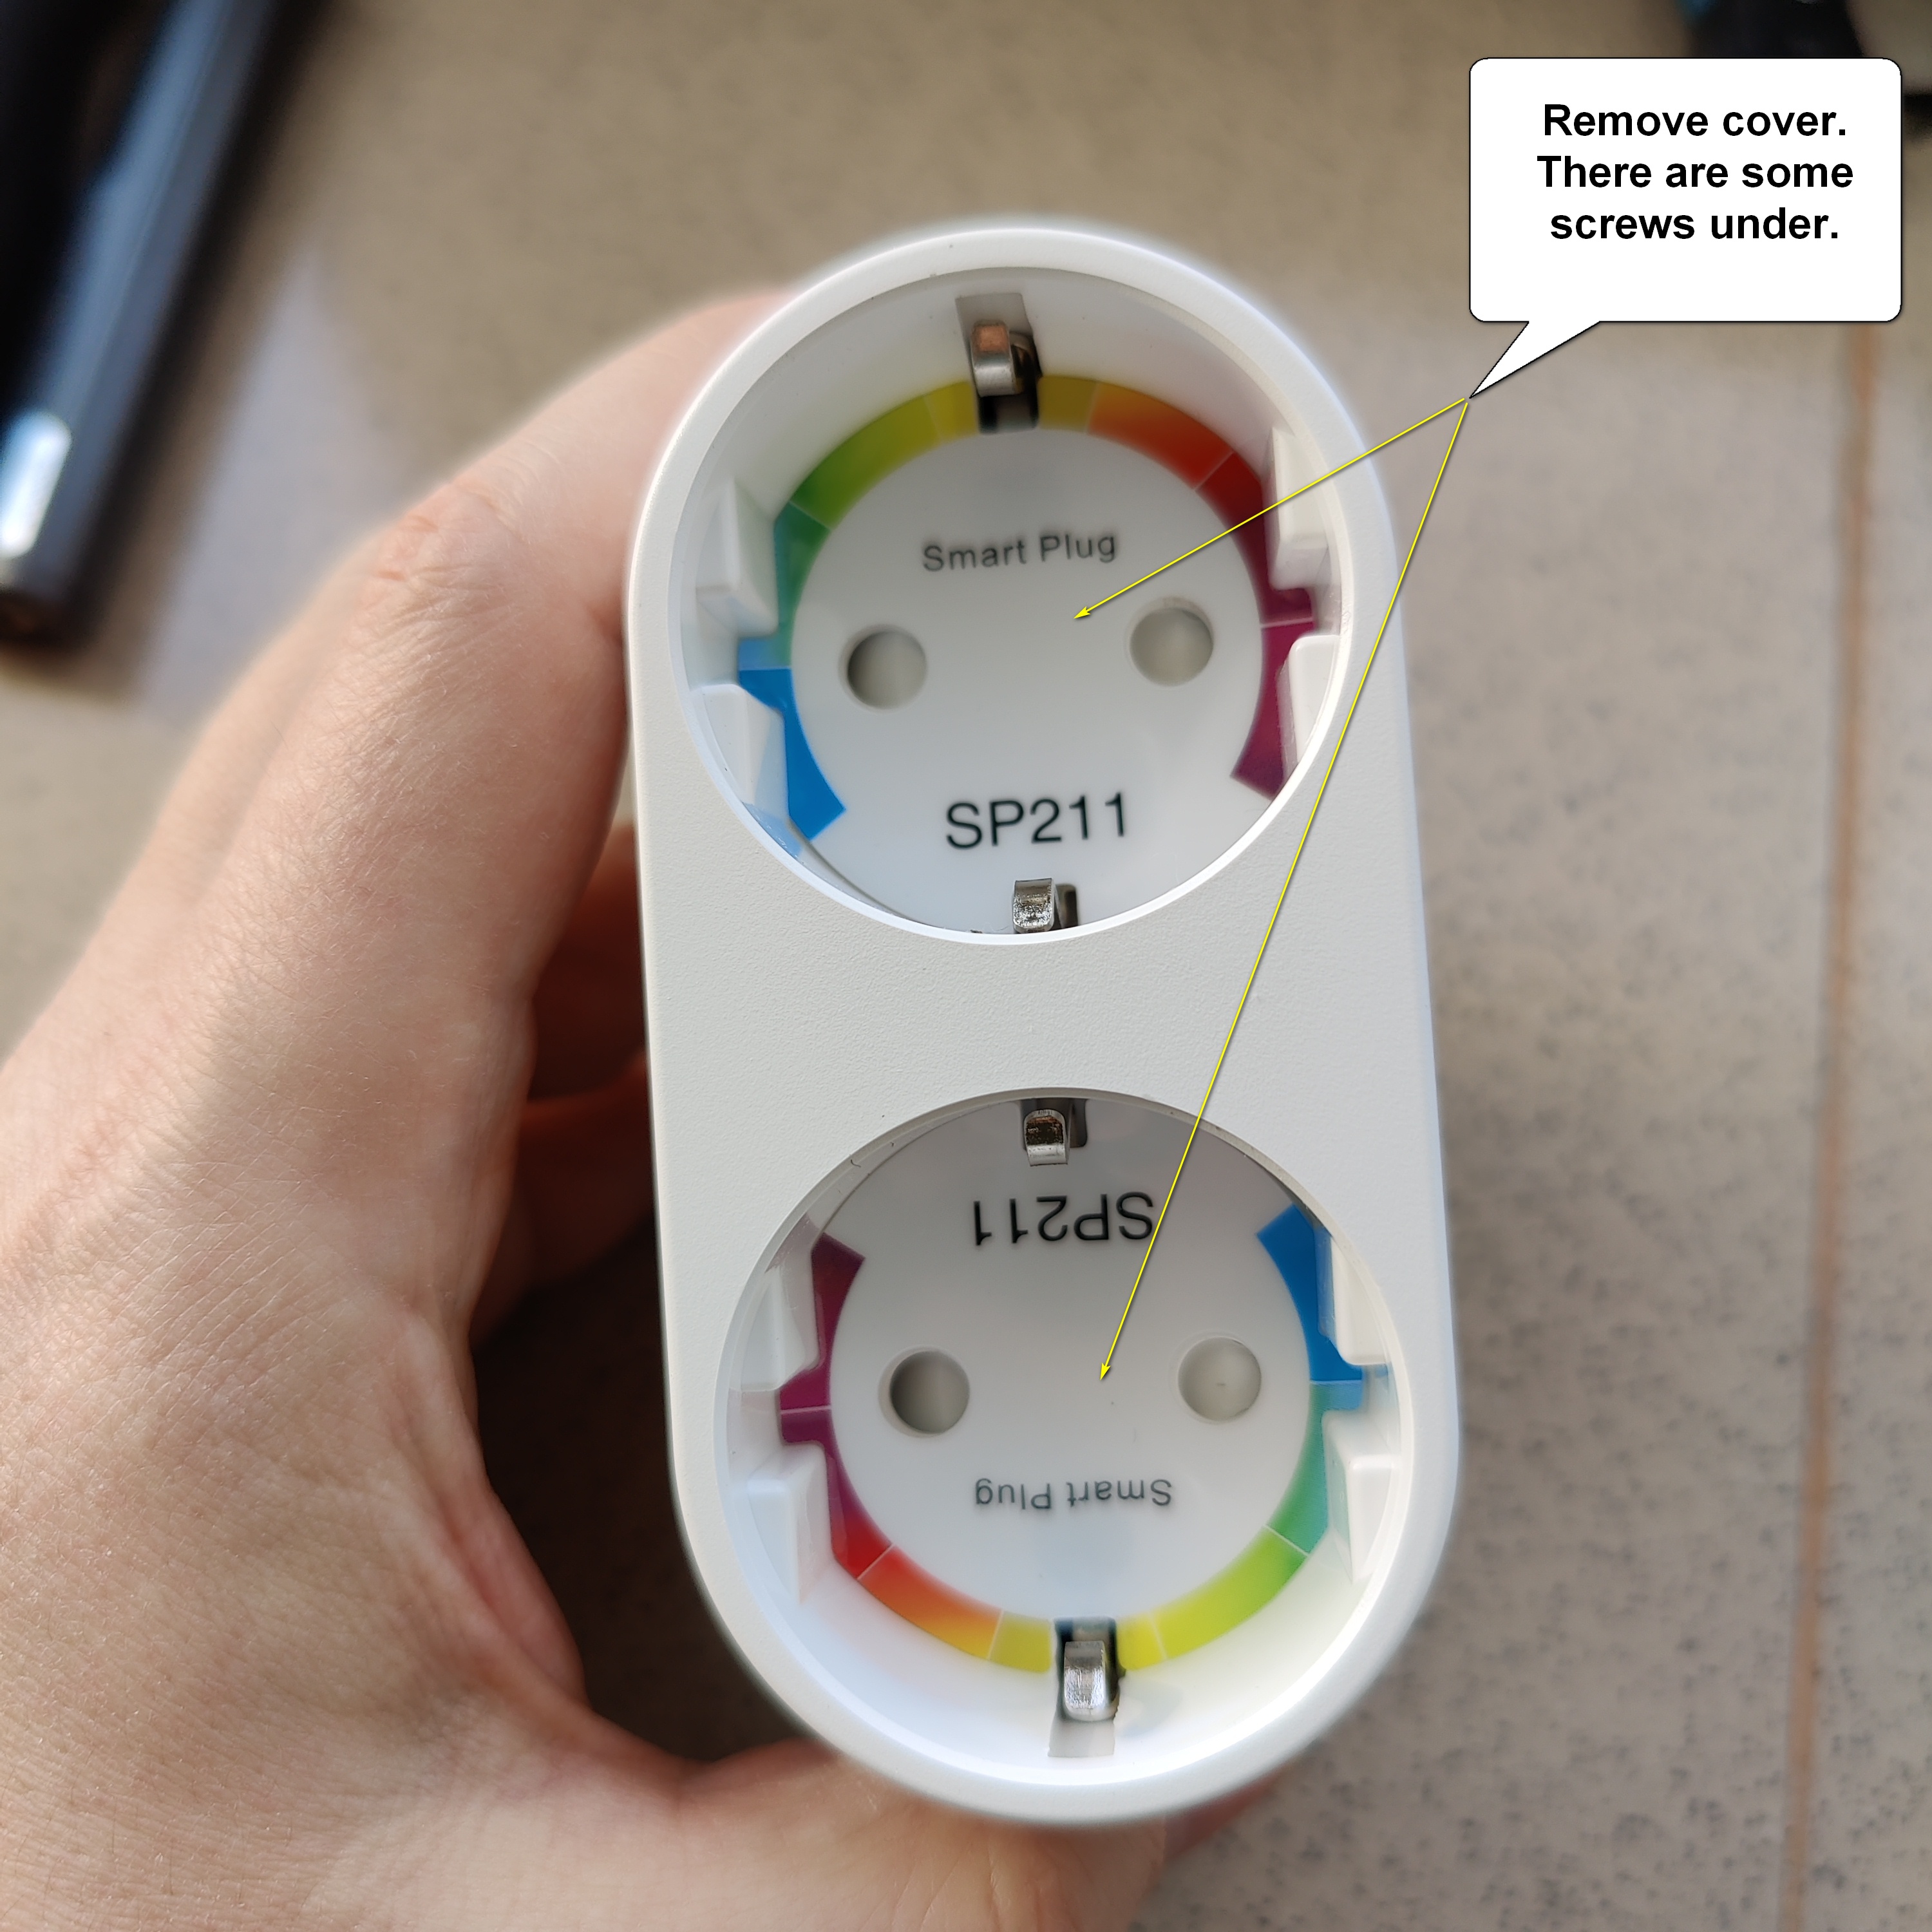 Remove cover.
There are some
screws under.
Smart Plug
SP211
SP211
Smart Plug